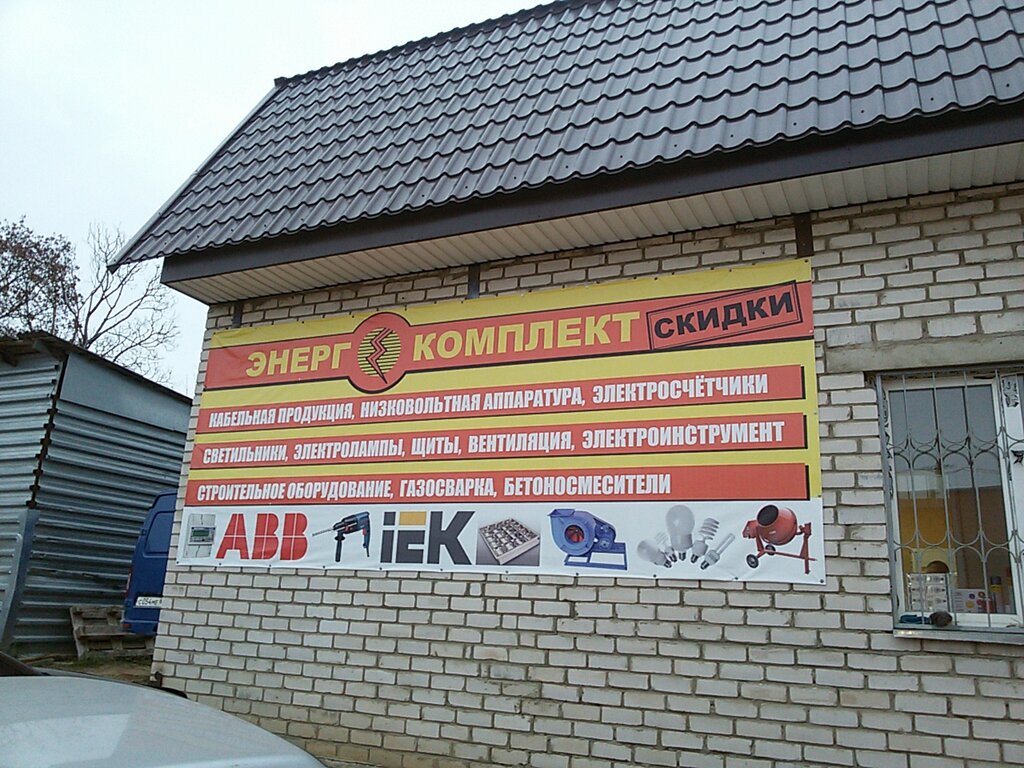 ЭНЕРГ КОМПЛЕКТ СКИДКИ
КАБЕЛЬНАЯ ПРОДУКЦИЯ, НИЗКОВОЛЬТНАЯ АППАРАТУРА, ЭЛЕКТРОСЧЁТЧИКИ
СВЕТИЛЬНИКИ, ЭЛЕКТРОЛАМПЫ, ЩИТЫ, ВЕНТИЛЯЦИЯ, ЭЛЕКТРОИНСТРУМЕНТ
СТРОИТЕЛЬНОЕ ОБОРУДОВАНИЕ, ГАЗОСВАРКА, БЕТОНОСМЕСИТЕЛИ
ABB IEK
С054МЕ